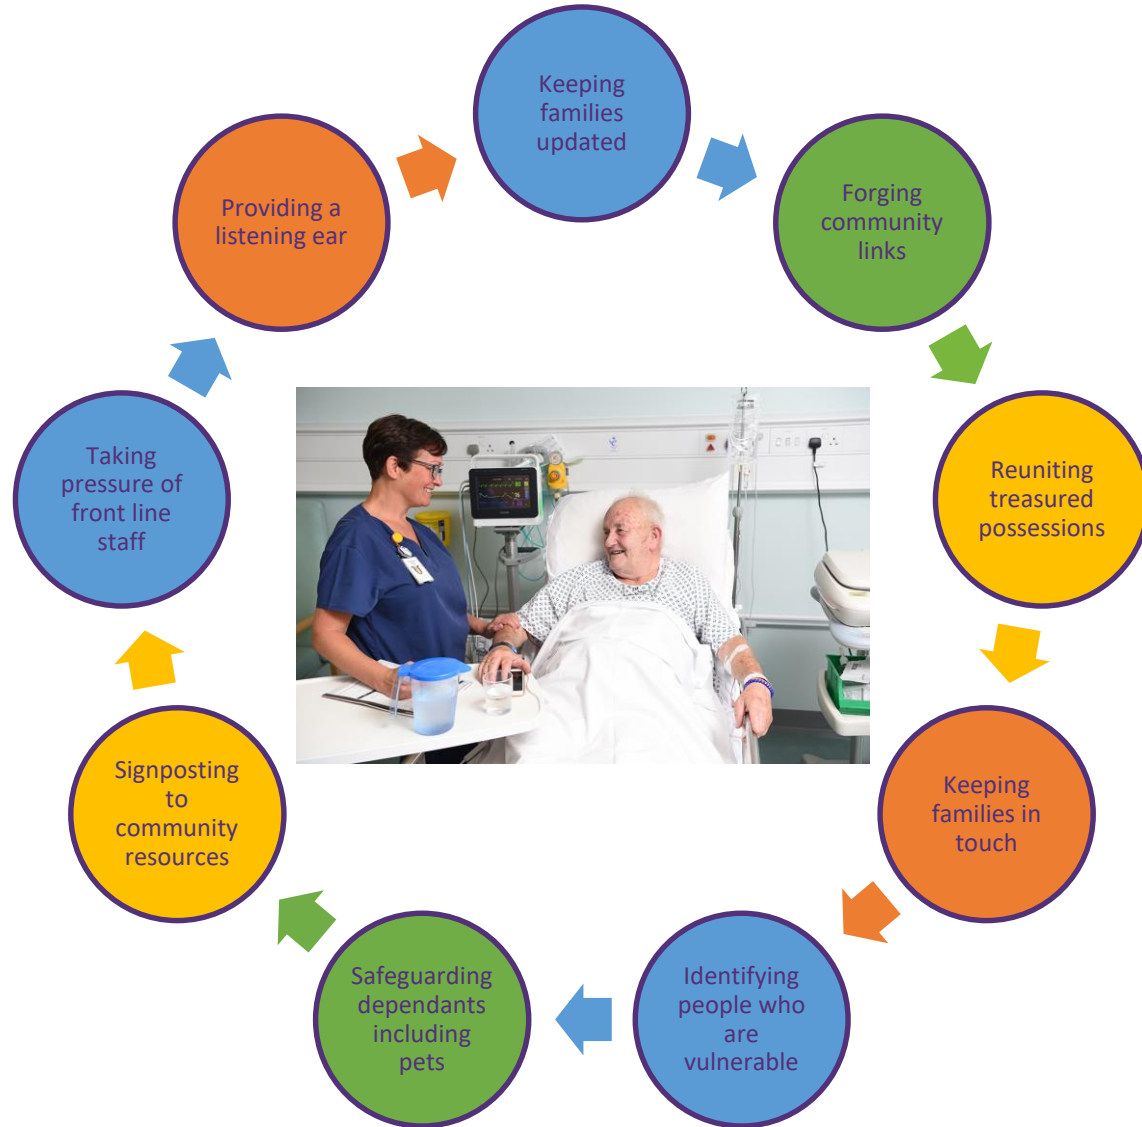 Keeping
families
updated
Forging
community
links
Reuniting
treasured
possessions
Keeping
families in
touch
Identifying
people who
are
vulnerable
Safeguarding
dependants
including
pets
Signposting
to
community
resources
Taking
pressure of
front line
staff
Providing a
listening ear